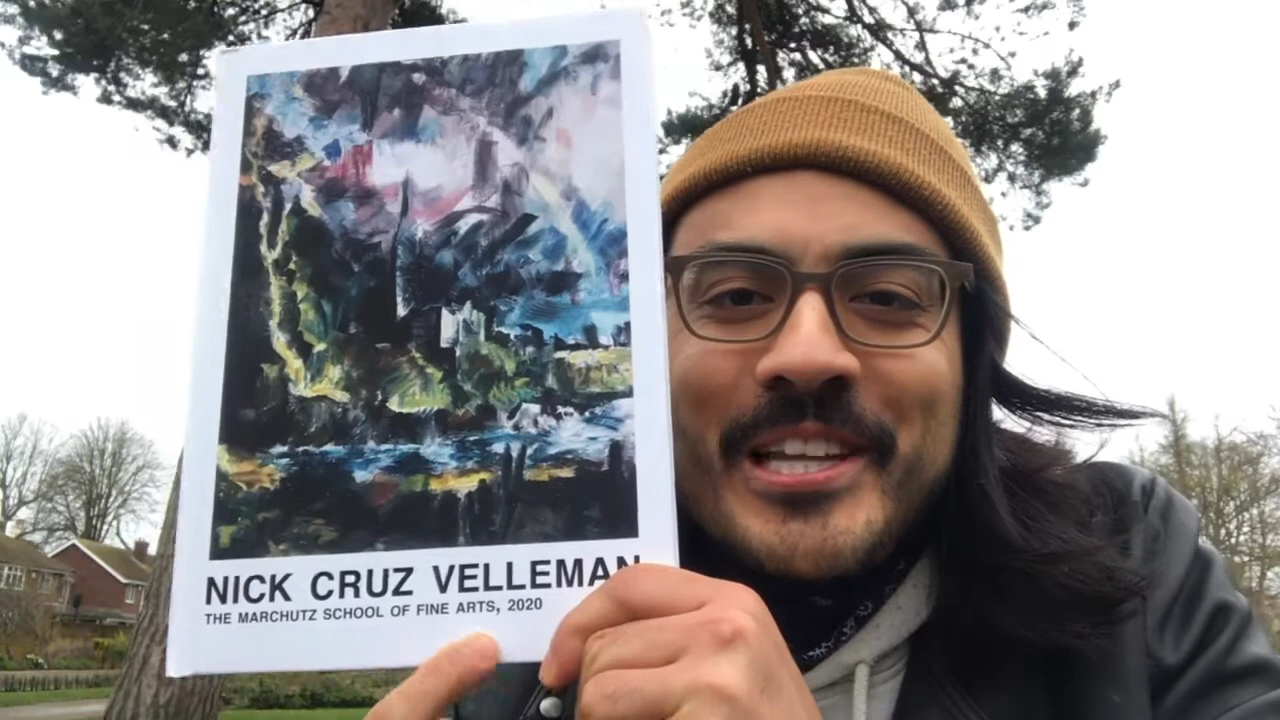 NICK CRUZ VELLEMAN
THE MARCHUTZ SCHOOL OF FINE ARTS, 2020